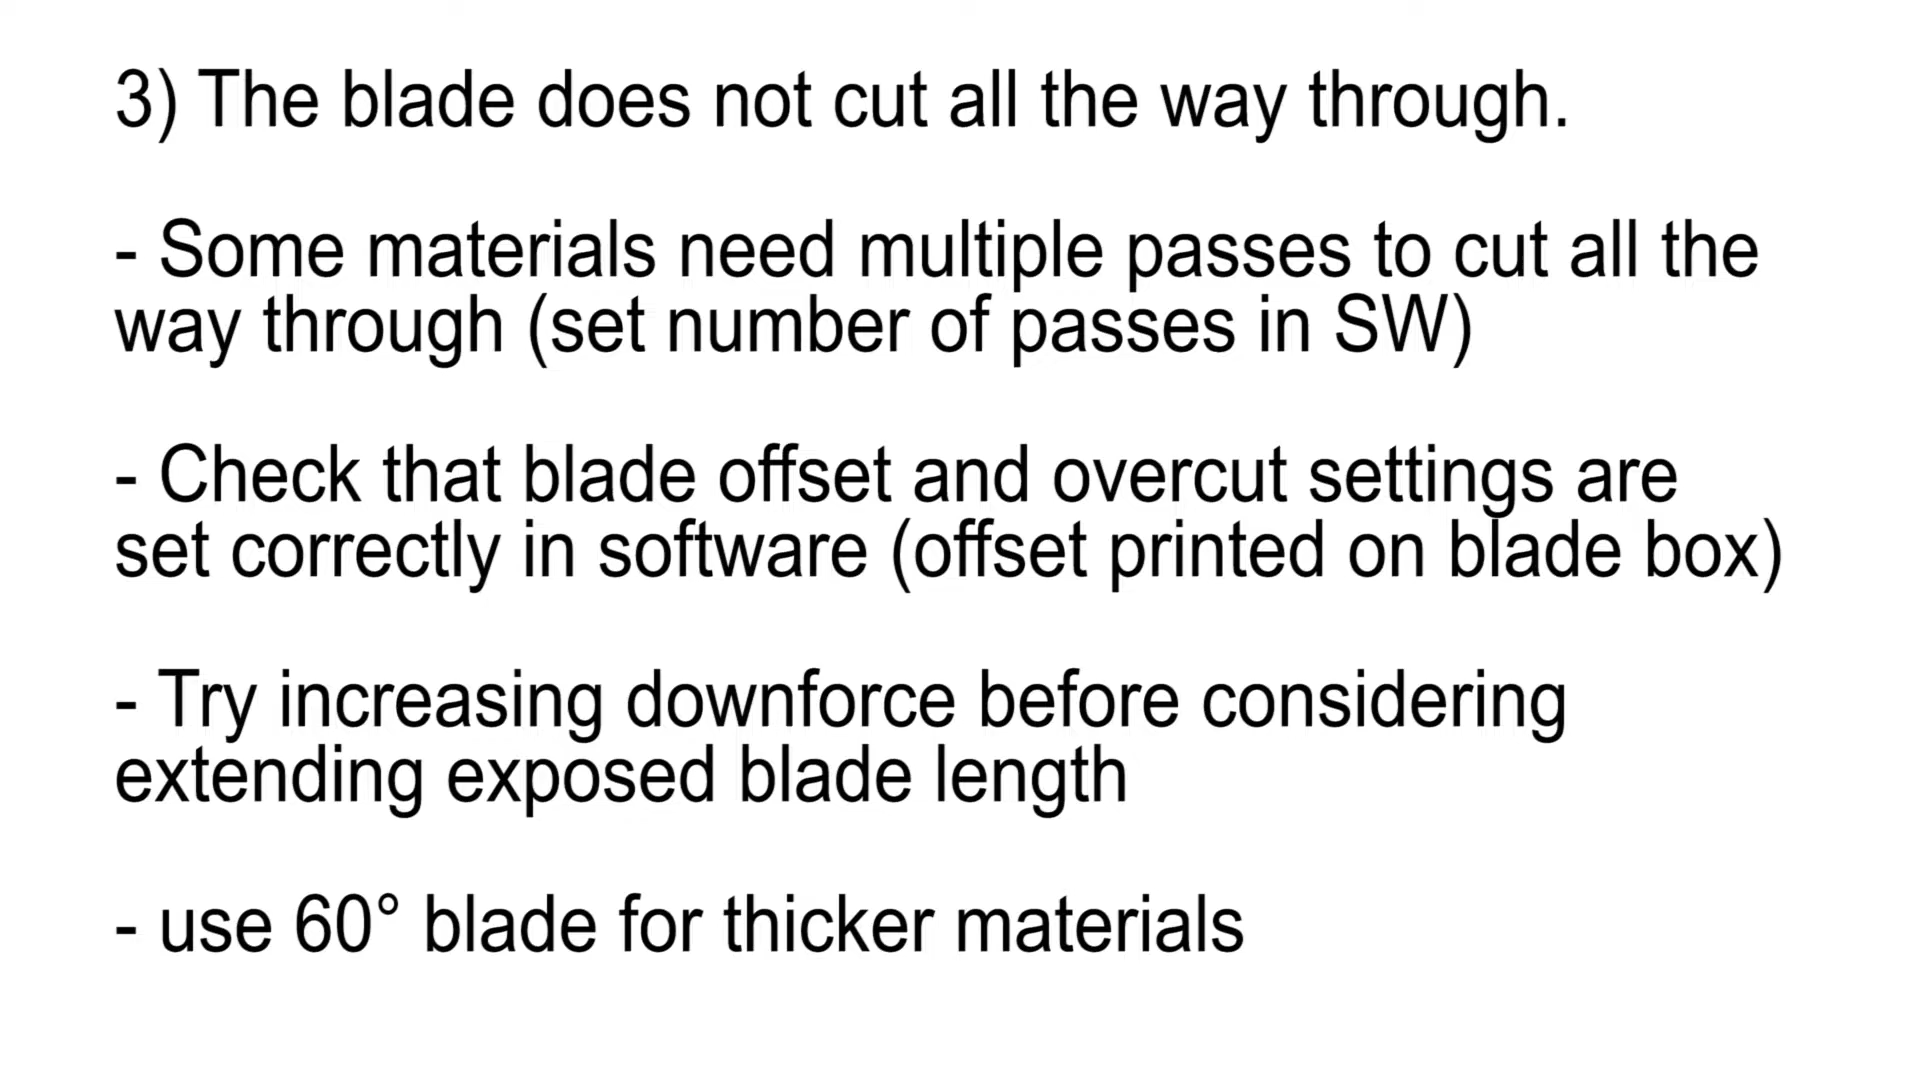 3) The blade does not cut all the way through.
- Some materials need multiple passes to cut all the
way through (set number of passes in SW)
- Check that blade offset and overcut settings are
set correctly in software (offset printed on blade box)
- Try increasing downforce before considering
extending exposed blade length
- use 60° blade for thicker materials